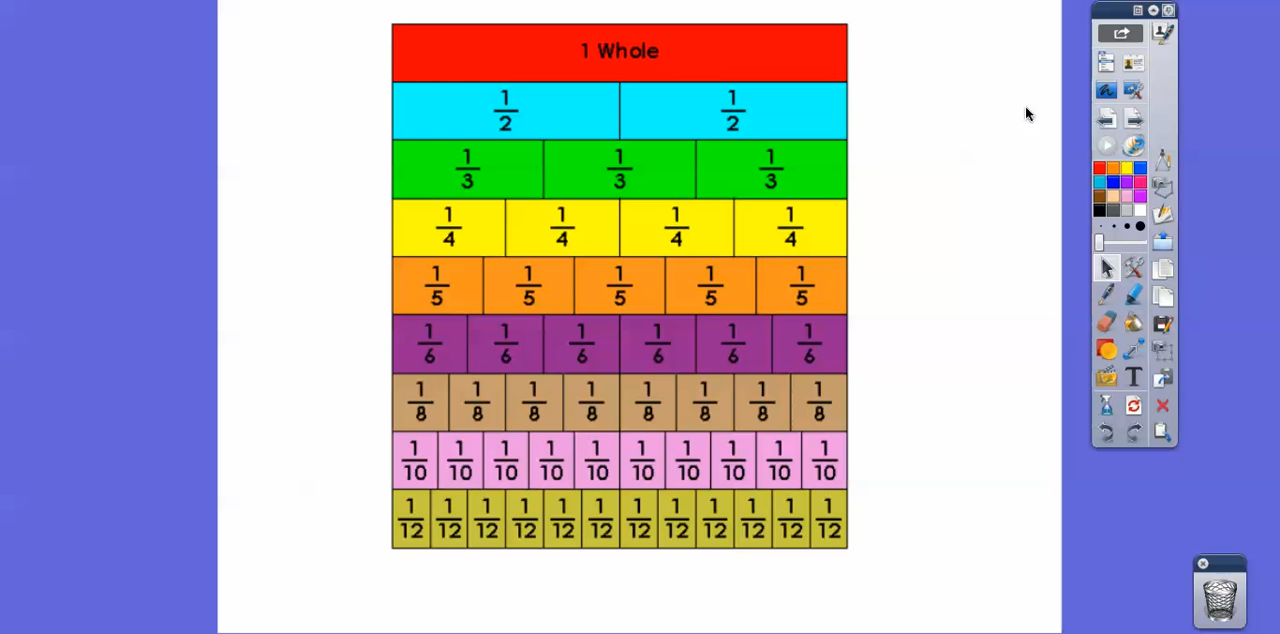 1 Whole
1/2 1/2
1/3 1/3 1/3
1/4 1/4 1/4 1/4
1/5 1/5 1/5 1/5 1/5
1/6 1/6 1/6 1/6 1/6 1/6
1/8 1/8 1/8 1/8 1/8 1/8 1/8 1/8
1/10 1/10 1/10 1/10 1/10 1/10 1/10 1/10 1/10 1/10
1/12 1/12 1/12 1/12 1/12 1/12 1/12 1/12 1/12 1/12 1/12 1/12
T